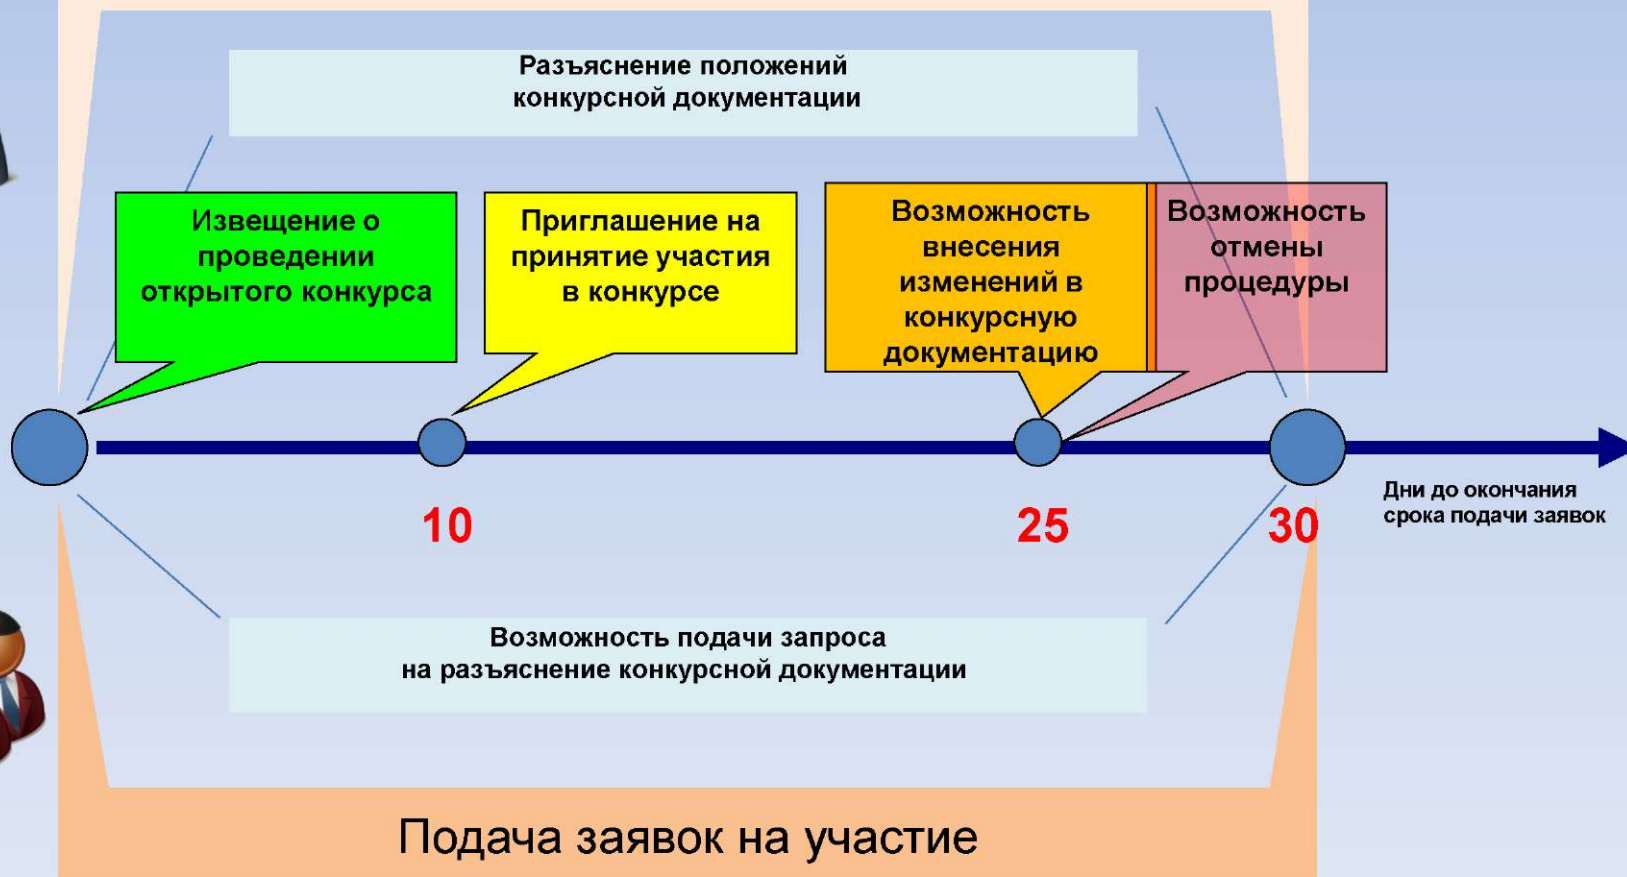 Разъяснение положений
конкурсной документации
Извещение о
проведении
открытого конкурса
Приглашение на
принятие участия
в конкурсе
Возможность
внесения
изменений в
конкурсную
документацию
Возможность
отмены
процедуры
10
25
30
Дни до окончания
срока подачи заявок
Возможность подачи запроса
на разъяснение конкурсной документации
Подача заявок на участие